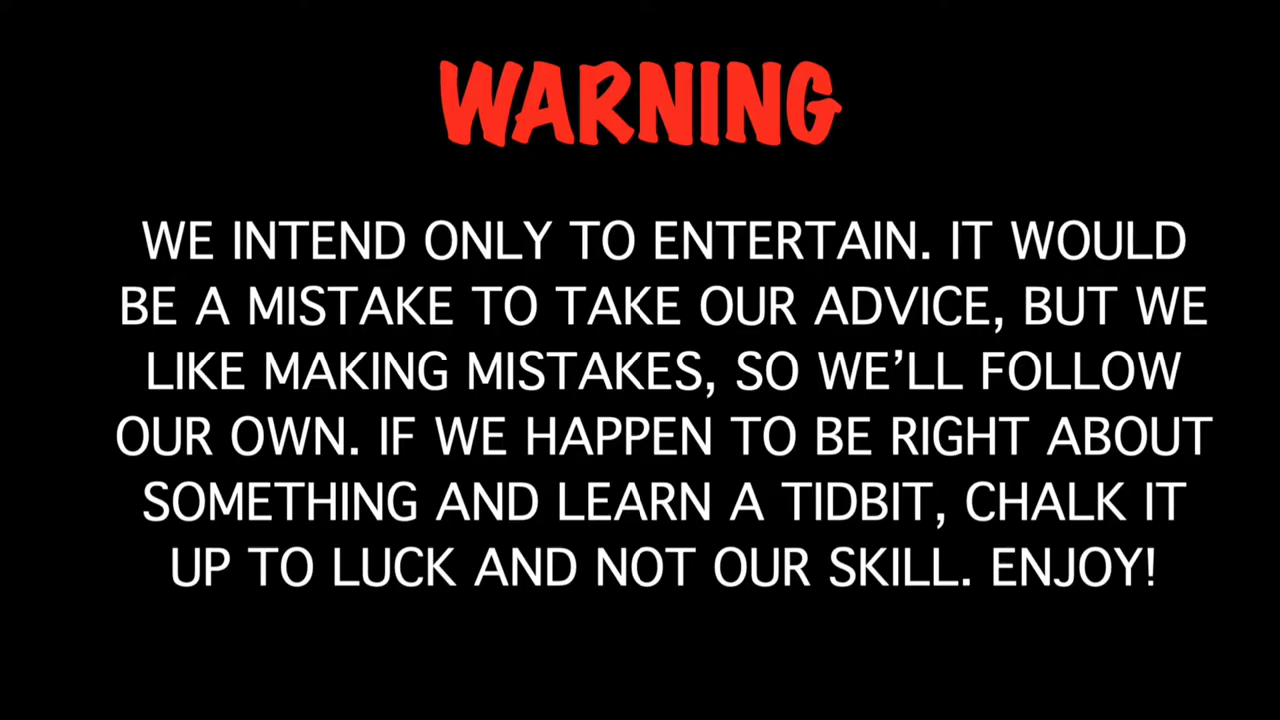 WARNING
WE INTEND ONLY TO ENTERTAIN. IT WOULD
BE A MISTAKE TO TAKE OUR ADVICE, BUT WE
LIKE MAKING MISTAKES, SO WE’LL FOLLOW
OUR OWN. IF WE HAPPEN TO BE RIGHT ABOUT
SOMETHING AND LEARN A TIDBIT, CHALK IT
UP TO LUCK AND NOT OUR SKILL. ENJOY!